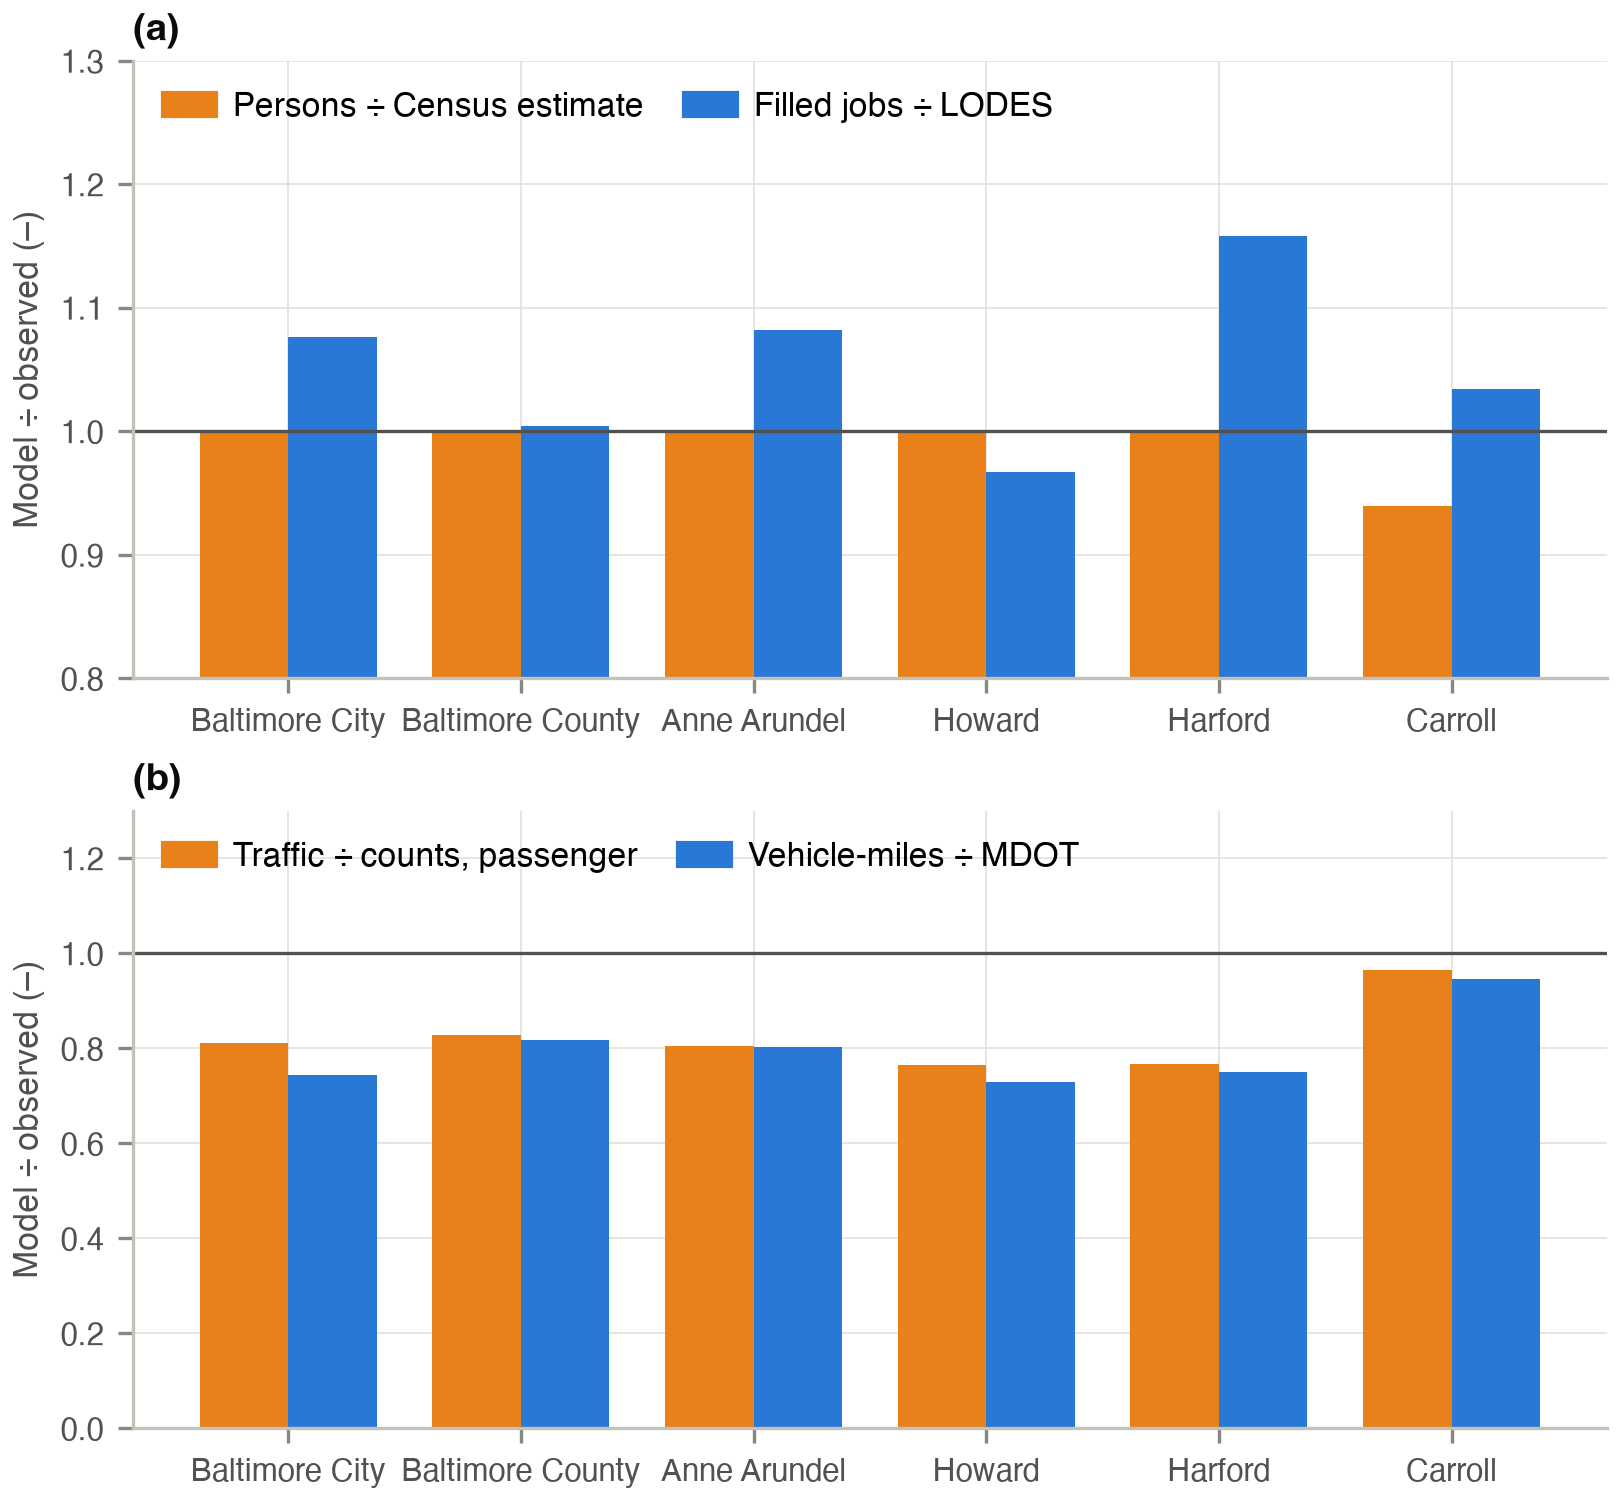 (a)
1.3
Persons ÷ Census estimate
Filled jobs ÷ LODES
1.2
1.1
1.0
0.9
0.8
Model ÷ observed (–)
Baltimore City
Baltimore County
Anne Arundel
Howard
Harford
Carroll
(b)
Traffic ÷ counts, passenger
Vehicle-miles ÷ MDOT
1.2
1.0
0.8
0.6
0.4
0.2
0.0
Model ÷ observed (–)
Baltimore City
Baltimore County
Anne Arundel
Howard
Harford
Carroll